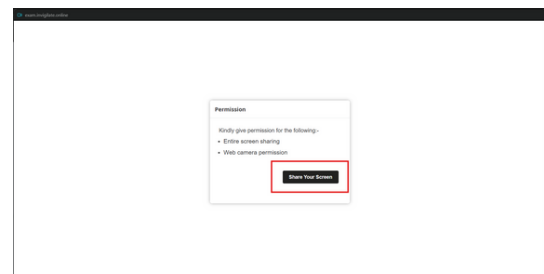 Permission
Kindly give permission for the following:-
Entire screen sharing
Web camera permission
Share Your Screen